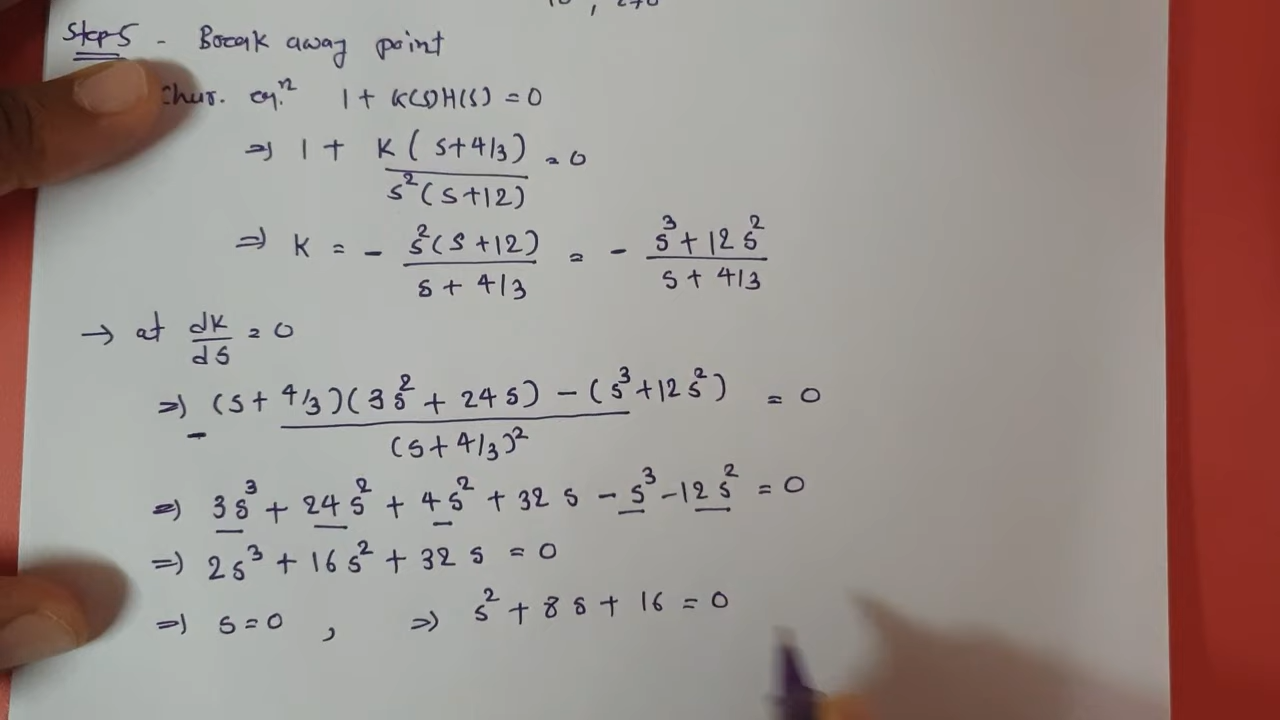 Step 5 - Break away point
Char. eqⁿ 1 + K(s)H(s) = 0
⇒ 1 + K(s+4/3) / s²(s+12) = 0
⇒ K = - s²(s+12) / s+4/3 = - s³+12s² / s+4/3
→ at dK/ds = 0
⇒ (s+4/3)(3s²+24s) - (s³+12s²) / (s+4/3)² = 0
⇒ 3s³ + 24s² + 4s² + 32s - s³ - 12s² = 0
⇒ 2s³ + 16s² + 32s = 0
⇒ s=0 , ⇒ s² + 8s + 16 = 0